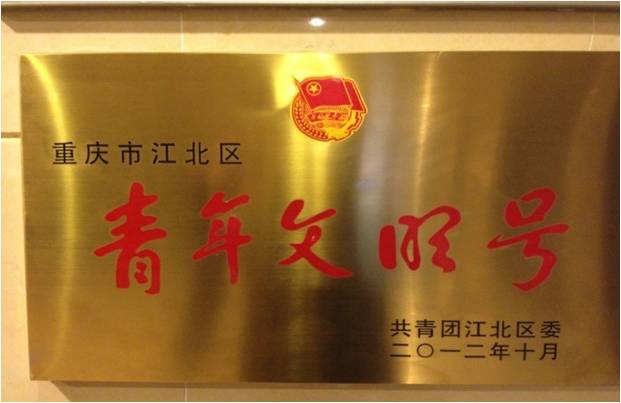 重庆市江北区
青年文明号
共青团江北区委
二〇一二年十月